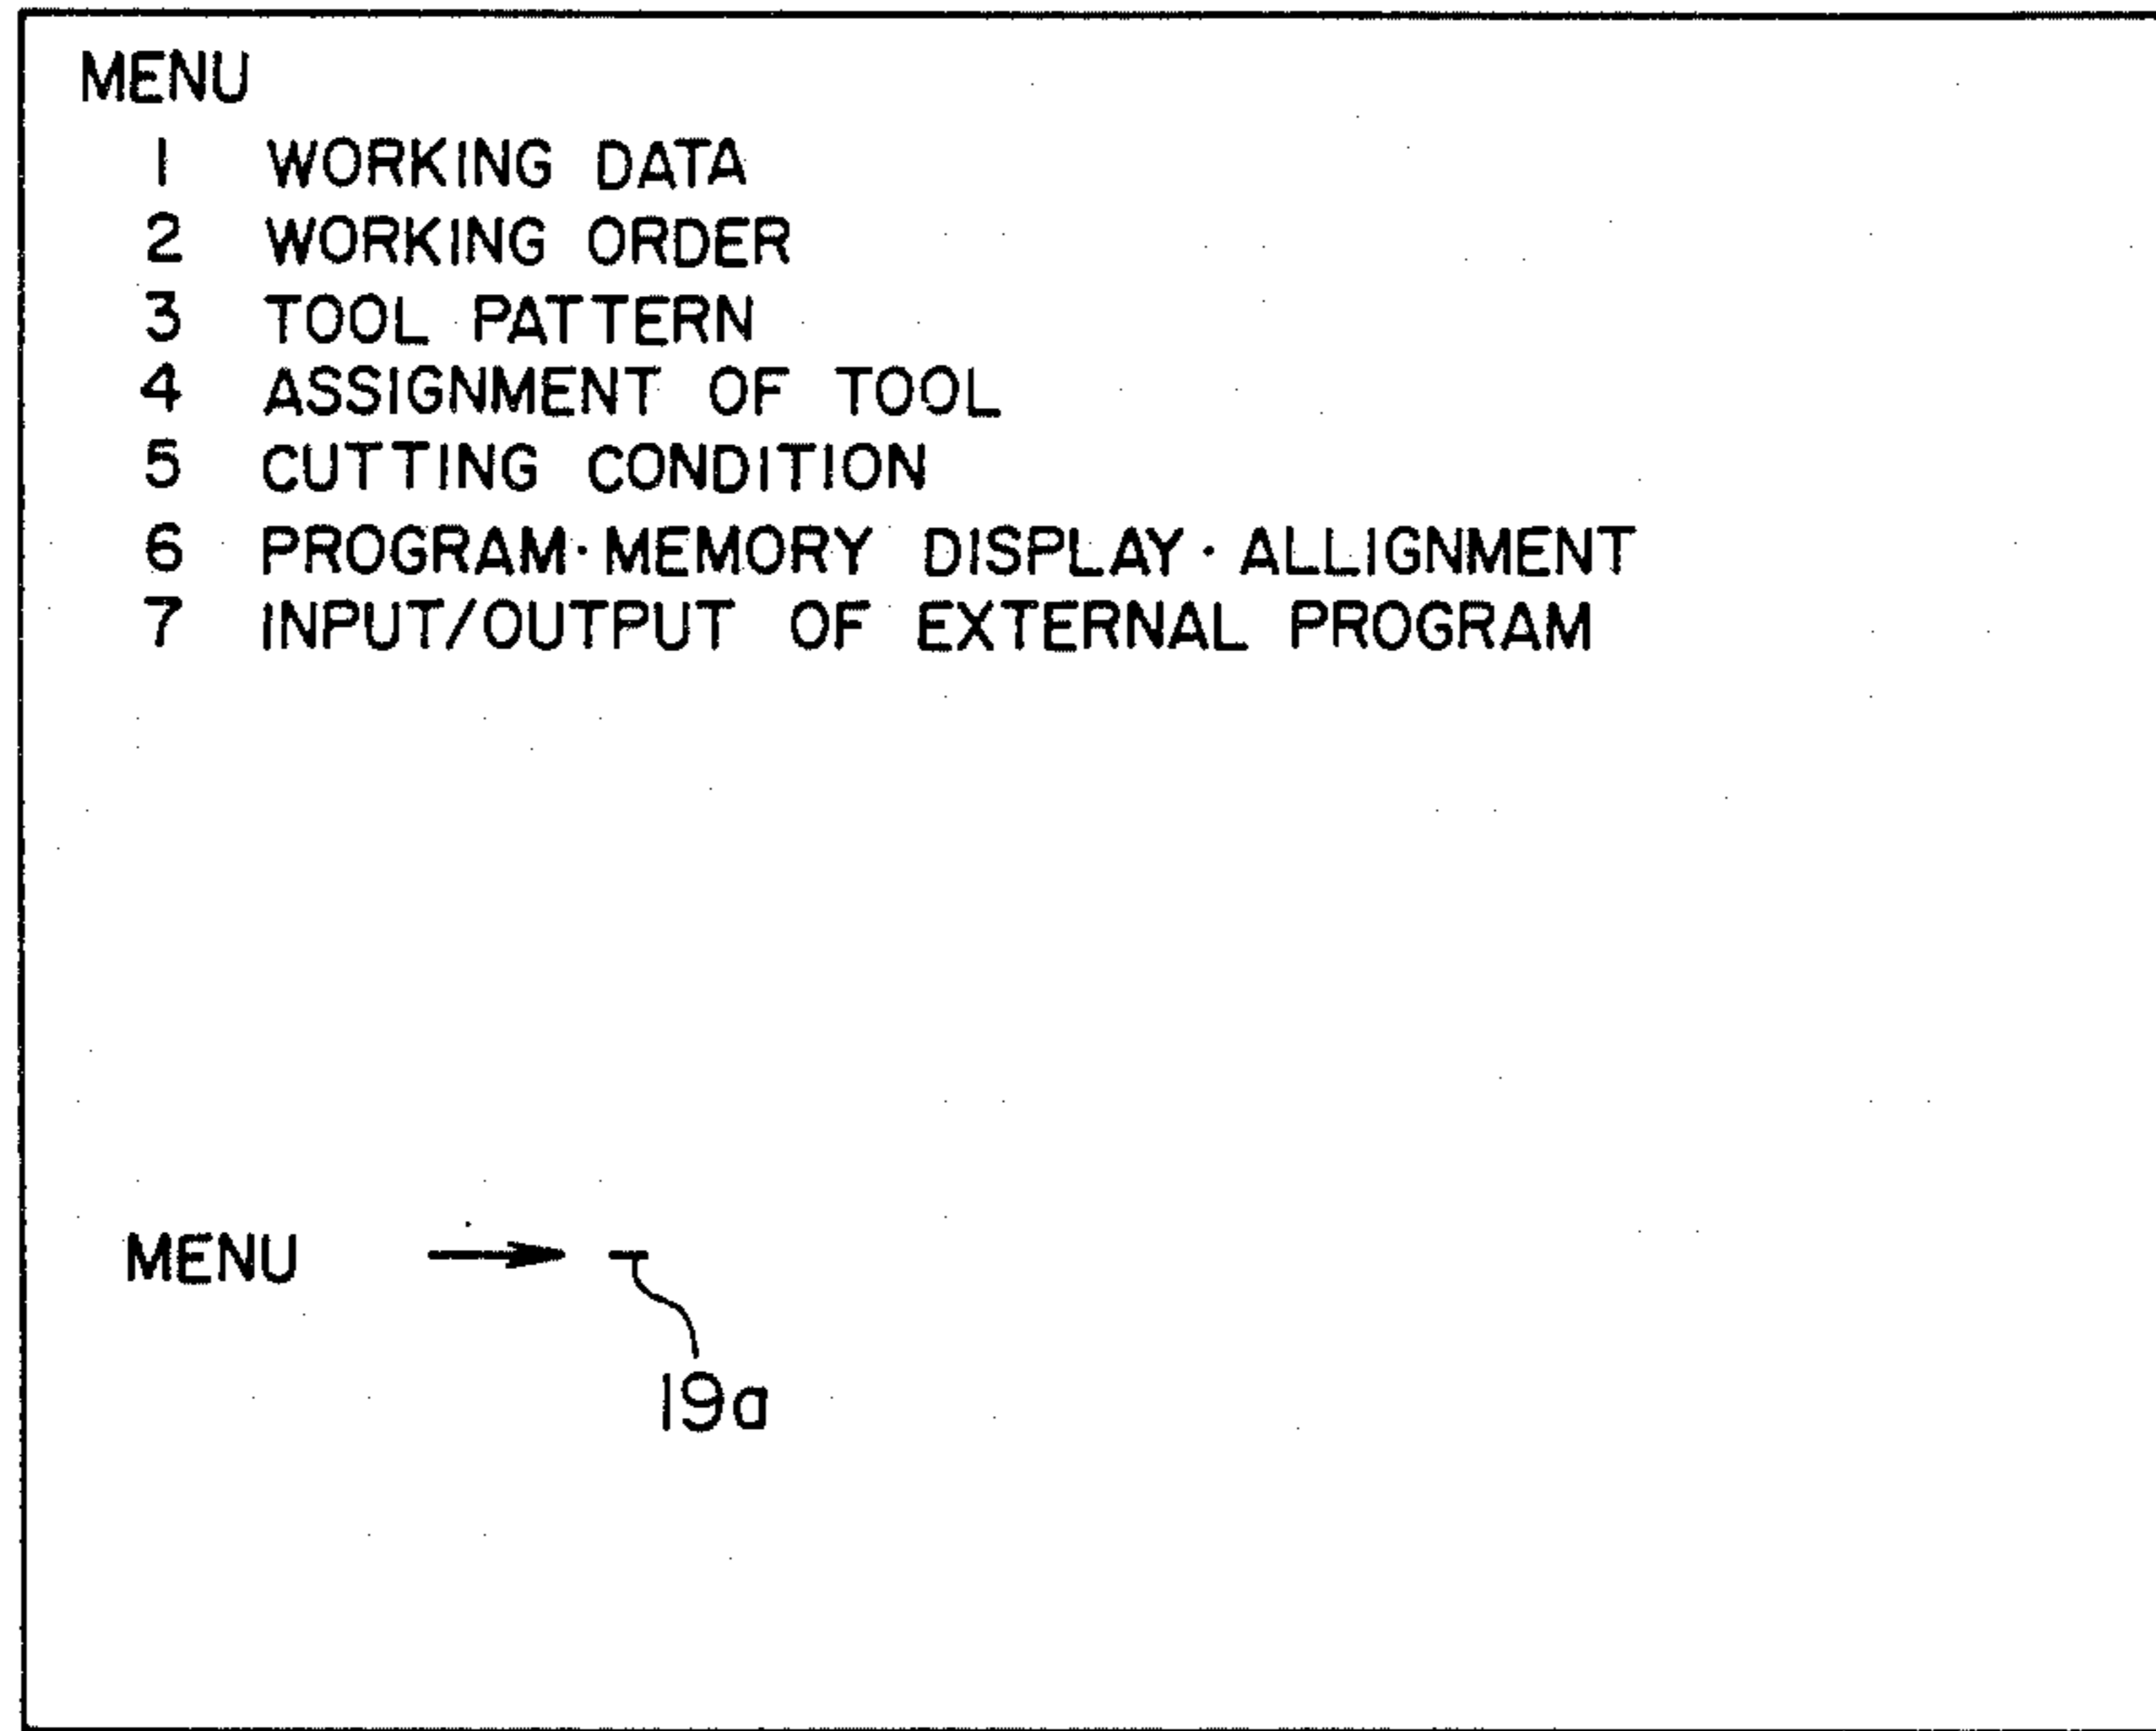 MENU
1 WORKING DATA
2 WORKING ORDER
3 TOOL PATTERN
4 ASSIGNMENT OF TOOL
5 CUTTING CONDITION
6 PROGRAM·MEMORY DISPLAY·ALLIGNMENT
7 INPUT/OUTPUT OF EXTERNAL PROGRAM
MENU → -
19a